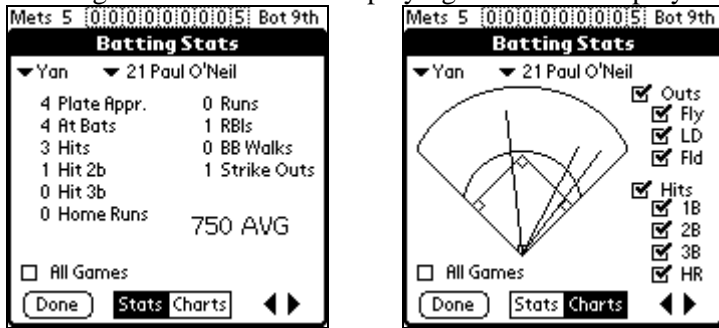 Mets 5 0 0 0 0 0 0 0 0 5 Bot 9th
Batting Stats
Yan 21 Paul O'Neil
4 Plate Appr. 0 Runs
4 At Bats 1 RBIs
3 Hits 0 BB Walks
1 Hit 2b 1 Strike Outs
0 Hit 3b
0 Home Runs
750 AVG
All Games
Done Stats Charts
Mets 5 0 0 0 0 0 0 0 0 5 Bot 9th
Batting Stats
Yan 21 Paul O'Neil
Outs
Fly
LD
Fld
Hits
1B
2B
3B
HR
All Games
Done Stats Charts